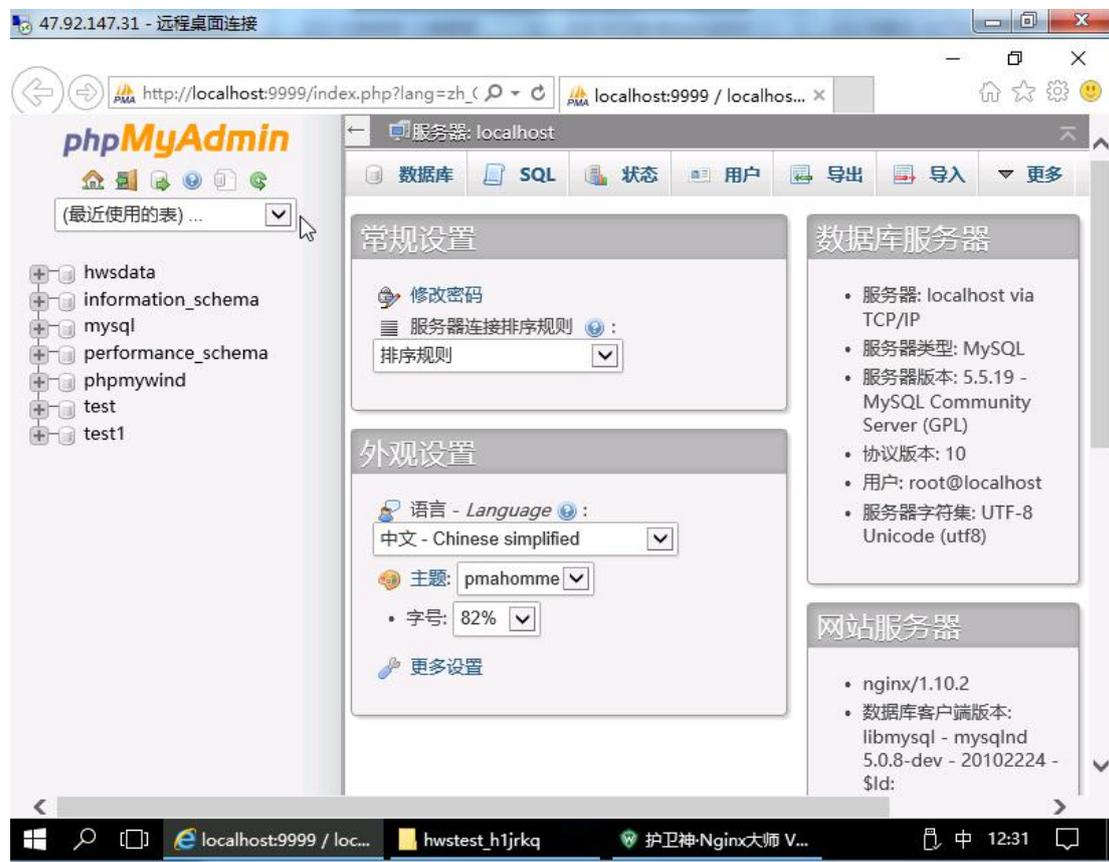 47.92.147.31 - 远程桌面连接
http://localhost:9999/index.php?lang=zh_(
PMA
localhost:9999 / localhos...
PMA
phpMyAdmin
服务器: localhost
数据库 SQL 状态 用户 导出 导入 更多
(最近使用的表) ...
hwsdata
information_schema
mysql
performance_schema
phpmywind
test
test1
常规设置
修改密码
服务器连接排序规则 :
排序规则
外观设置
语言 - Language :
中文 - Chinese simplified
主题: pmahomme
• 字号: 82%
更多设置
数据库服务器
• 服务器: localhost via
TCP/IP
• 服务器类型: MySQL
• 服务器版本: 5.5.19 -
MySQL Community
Server (GPL)
• 协议版本: 10
• 用户: root@localhost
• 服务器字符集: UTF-8
Unicode (utf8)
网站服务器
• nginx/1.10.2
• 数据库客户端版本:
libmysql - mysqlnd
5.0.8-dev - 20102224 -
$Id:
localhost:9999 / loc...
hwstest_h1jrkq
护卫神·Nginx大师 V...
中 12:31